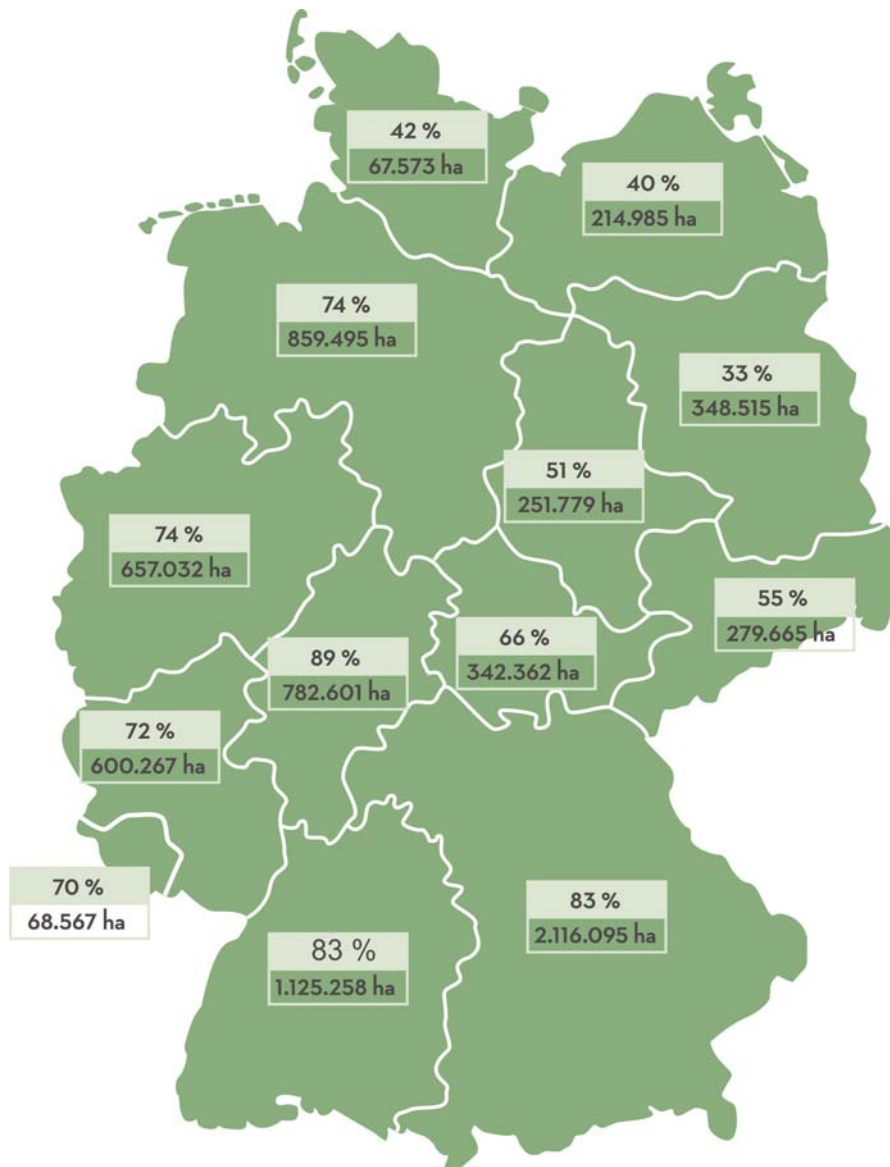 42 %
67.573 ha
40 %
214.985 ha
74 %
859.495 ha
33 %
348.515 ha
51 %
251.779 ha
74 %
657.032 ha
55 %
279.665 ha
66 %
342.362 ha
89 %
782.601 ha
72 %
600.267 ha
70 %
68.567 ha
83 %
2.116.095 ha
83 %
1.125.258 ha